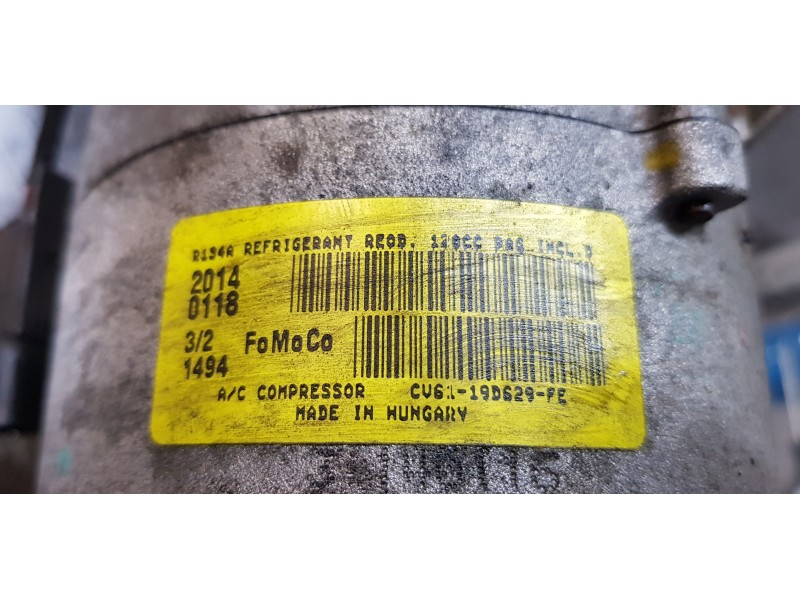 R134A REFRIGERANT REQD. 120CC PAG INCL.D
2014
0118
3/2 FoMoCo
1494
A/C COMPRESSOR CV61-19D629-FE
MADE IN HUNGARY